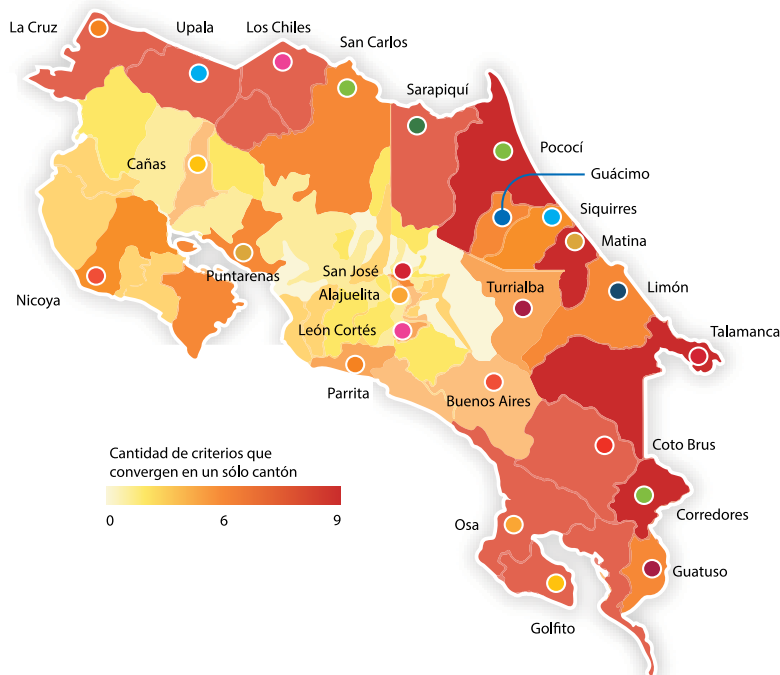 La Cruz
Upala
Los Chiles
San Carlos
Sarapiquí
Pococí
Cañas
Guácimo
Siquirres
Matina
San José
Puntarenas
Turrialba
Limón
Nicoya
Alajuelita
León Cortés
Talamanca
Parrita
Buenos Aires
Coto Brus
Cantidad de criterios que
convergen en un sólo cantón
0 6 9
Corredores
Osa
Guatuso
Golfito